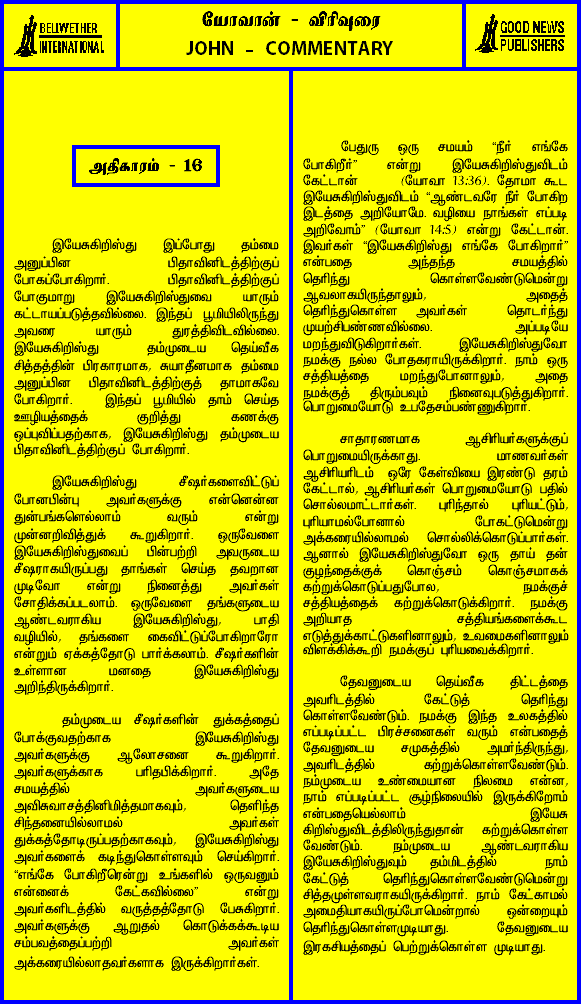 BELWETHER
INTERNATIONAL
யோவான் - விரிவுரை
JOHN - COMMENTARY
GOOD NEWS
PUBLISHERS
அதிகாரம் - 16
இயேசுகிறிஸ்து இப்போது தம்மை
அனுப்பின பிதாவினிடத்திற்குப்
போகப்போகிறார். பிதாவினிடத்திற்குப்
போகுமாறு இயேசுகிறிஸ்துவை யாரும்
கட்டாயப்படுத்தவில்லை. இந்தப் பூமியிலிருந்து
அவரை யாரும் துரத்திவிடவில்லை.
இயேசுகிறிஸ்து தம்முடைய தெய்வீக
சித்தத்தின் பிரகாரமாக, சுயாதீனமாக தம்மை
அனுப்பின பிதாவினிடத்திற்குத் தாமாகவே
போகிறார். இந்தப் பூமியில் தாம் செய்த
ஊழியத்தைக் குறித்து கணக்கு
ஒப்புவிப்பதற்காக, இயேசுகிறிஸ்து தம்முடைய
பிதாவினிடத்திற்குப் போகிறார்.
இயேசுகிறிஸ்து சீஷர்களைவிட்டுப்
போனபின்பு அவர்களுக்கு என்னென்ன
துன்பங்களெல்லாம் வரும் என்று
முன்னறிவித்துக் கூறுகிறார். ஒருவேளை
இயேசுகிறிஸ்துவைப் பின்பற்றி அவருடைய
சீஷராகயிருப்பது தாங்கள் செய்த தவறான
முடிவோ என்று நினைத்து அவர்கள்
சோதிக்கப்படலாம். ஒருவேளை தங்களுடைய
ஆண்டவராகிய இயேசுகிறிஸ்து, பாதி
வழியில், தங்களை கைவிட்டுப்போகிறாரோ
என்றும் ஏக்கத்தோடு பார்க்கலாம். சீஷர்களின்
உள்ளான மனதை இயேசுகிறிஸ்து
அறிந்திருக்கிறார்.
தம்முடைய சீஷர்களின் துக்கத்தைப்
போக்குவதற்காக இயேசுகிறிஸ்து
அவர்களுக்கு ஆலோசனை கூறுகிறார்.
அவர்களுக்காக பரிதபிக்கிறார். அதே
சமயத்தில் அவர்களுடைய
அவிசுவாசத்தினிமித்தமாகவும், தெளிந்த
சிந்தனையில்லாமல் அவர்கள்
துக்கத்தோடிருப்பதற்காகவும், இயேசுகிறிஸ்து
அவர்களைக் கடிந்துகொள்ளவும் செய்கிறார்.
“எங்கே போகிறீரென்று உங்களில் ஒருவனும்
என்னைக் கேட்கவில்லை” என்று
அவர்களிடத்தில் வருத்தத்தோடு பேசுகிறார்.
அவர்களுக்கு ஆறுதல் கொடுக்கக்கூடிய
சம்பவத்தைப்பற்றி அவர்கள்
அக்கரையில்லாதவர்களாக இருக்கிறார்கள்.
பேதுரு ஒரு சமயம் “நீர் எங்கே
போகிறீர்” என்று இயேசுகிறிஸ்துவிடம்
கேட்டான் (யோவா 13:36). தோமா கூட
இயேசுகிறிஸ்துவிடம் “ஆண்டவரே நீர் போகிற
இடத்தை அறியோமே. வழியை நாங்கள் எப்படி
அறிவோம்” (யோவா 14:5) என்று கேட்டான்.
இவர்கள் “இயேசுகிறிஸ்து எங்கே போகிறார்”
என்பதை அந்தந்த சமயத்தில்
தெரிந்து கொள்ளவேண்டுமென்று
ஆவலாகயிருந்தாலும், அதைத்
தெரிந்துகொள்ள அவர்கள் தொடர்ந்து
முயற்சிபண்ணவில்லை. அப்படியே
மறந்துவிடுகிறார்கள். இயேசுகிறிஸ்துவோ
நமக்கு நல்ல போதகராயிருக்கிறார். நாம் ஒரு
சத்தியத்தை மறந்துபோனாலும், அதை
நமக்குத் திரும்பவும் நினைவுபடுத்துகிறார்.
பொறுமையோடு உபதேசம்பண்ணுகிறார்.
சாதாரணமாக ஆசிரியர்களுக்குப்
பொறுமையிருக்காது. மாணவர்கள்
ஆசிரியரிடம் ஒரே கேள்வியை இரண்டு தரம்
கேட்டால், ஆசிரியர்கள் பொறுமையோடு பதில்
சொல்லமாட்டார்கள். புரிந்தால் புரியட்டும்,
புரியாமல்போனால் போகட்டுமென்று
அக்கரையில்லாமல் சொல்லிக்கொடுப்பார்கள்.
ஆனால் இயேசுகிறிஸ்துவோ ஒரு தாய் தன்
குழந்தைக்குக் கொஞ்சம் கொஞ்சமாகக்
கற்றுக்கொடுப்பதுபோல, நமக்குச்
சத்தியத்தைக் கற்றுக்கொடுக்கிறார். நமக்கு
அறியாத சத்தியங்களைக்கூட
எடுத்துக்காட்டுகளினாலும், உவமைகளினாலும்
விளக்கிக்கூறி நமக்குப் புரியவைக்கிறார்.
தேவனுடைய தெய்வீக திட்டத்தை
அவரிடத்தில் கேட்டுத் தெரிந்து
கொள்ளவேண்டும். நமக்கு இந்த உலகத்தில்
எப்படிப்பட்ட பிரச்சனைகள் வரும் என்பதைத்
தேவனுடைய சமுகத்தில் அமர்ந்திருந்து,
அவரிடத்தில் கற்றுக்கொள்ளவேண்டும்.
நம்முடைய உண்மையான நிலமை என்ன,
நாம் எப்படிப்பட்ட சூழ்நிலையில் இருக்கிறோம்
என்பதையெல்லாம் இயேசு
கிறிஸ்துவிடத்திலிருந்துதான் கற்றுக்கொள்ள
வேண்டும். நம்முடைய ஆண்டவராகிய
இயேசுகிறிஸ்துவும் தம்மிடத்தில் நாம்
கேட்டுத் தெரிந்துகொள்ளவேண்டுமென்று
சித்தமுள்ளவராகயிருக்கிறார். நாம் கேட்காமல்
அமைதியாகயிருப்போமென்றால் ஒன்றையும்
தெரிந்துகொள்ளமுடியாது. தேவனுடைய
இரகசியத்தைப் பெற்றுக்கொள்ள முடியாது.